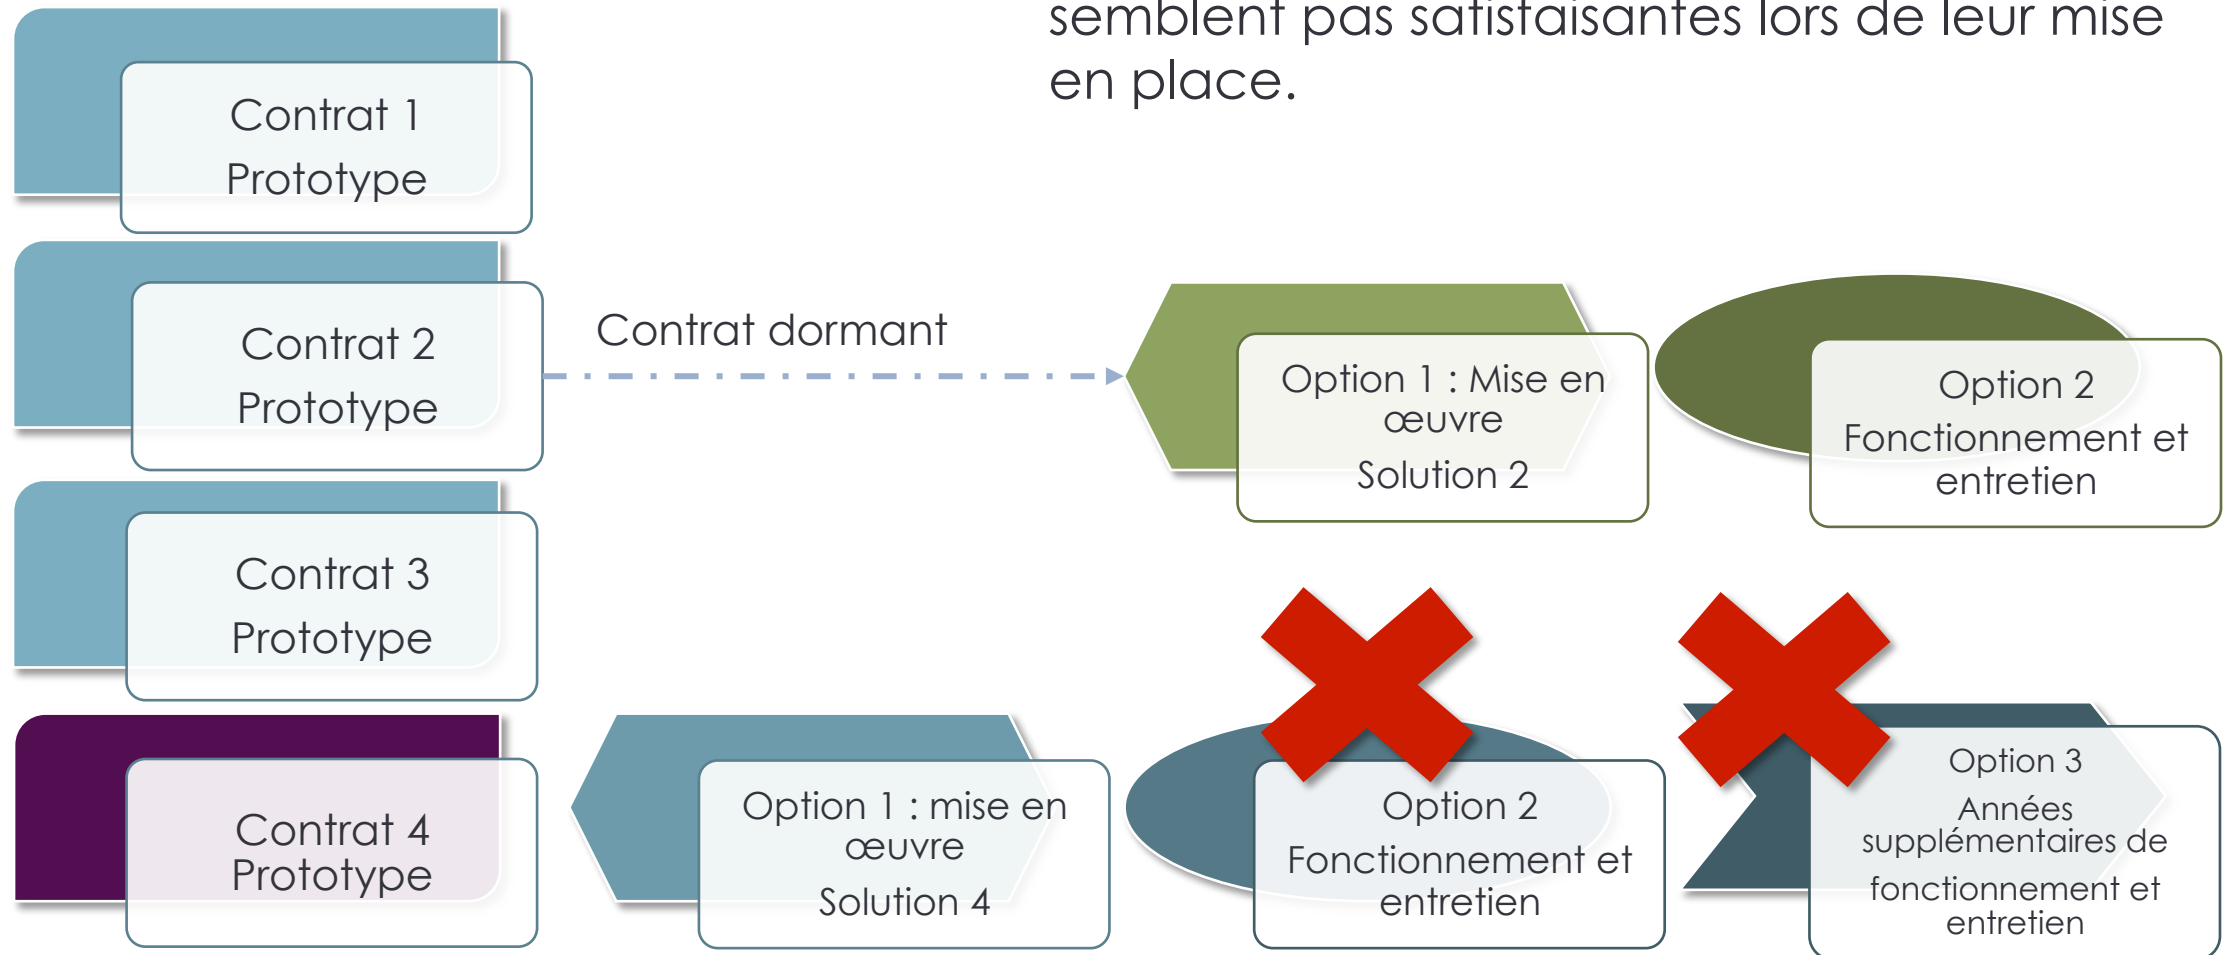 semblent pas satisfaisantes lors de leur mise
en place.
Contrat 1
Prototype
Contrat 2
Prototype
Contrat dormant
Option 1 : Mise en
œuvre
Solution 2
Option 2
Fonctionnement et
entretien
Contrat 3
Prototype
Contrat 4
Prototype
Option 1 : mise en
œuvre
Solution 4
Option 2
Fonctionnement et
entretien
Option 3
Années
supplémentaires de
fonctionnement et
entretien